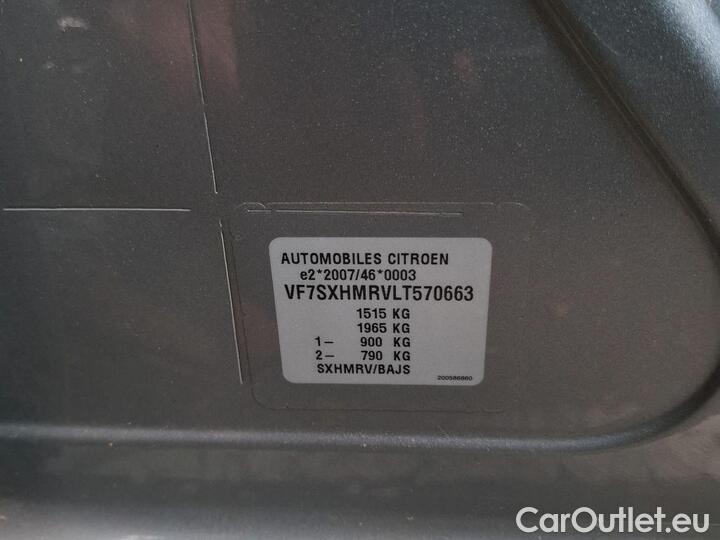 AUTOMOBILES CITROEN
e2*2007/46*0003
VF7SXHMRVLT570663
1515 KG
1965 KG
1– 900 KG
2– 790 KG
SXHMRV/BAJS
200586860
CarOutlet.eu